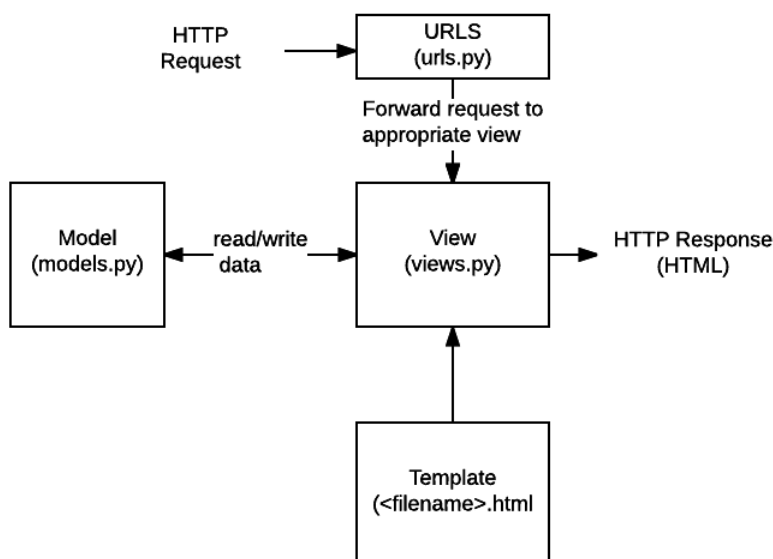 HTTP
Request
URLS
(urls.py)
Forward request to
appropriate view
Model
(models.py)
read/write
data
View
(views.py)
HTTP Response
(HTML)
Template
(<filename>.html